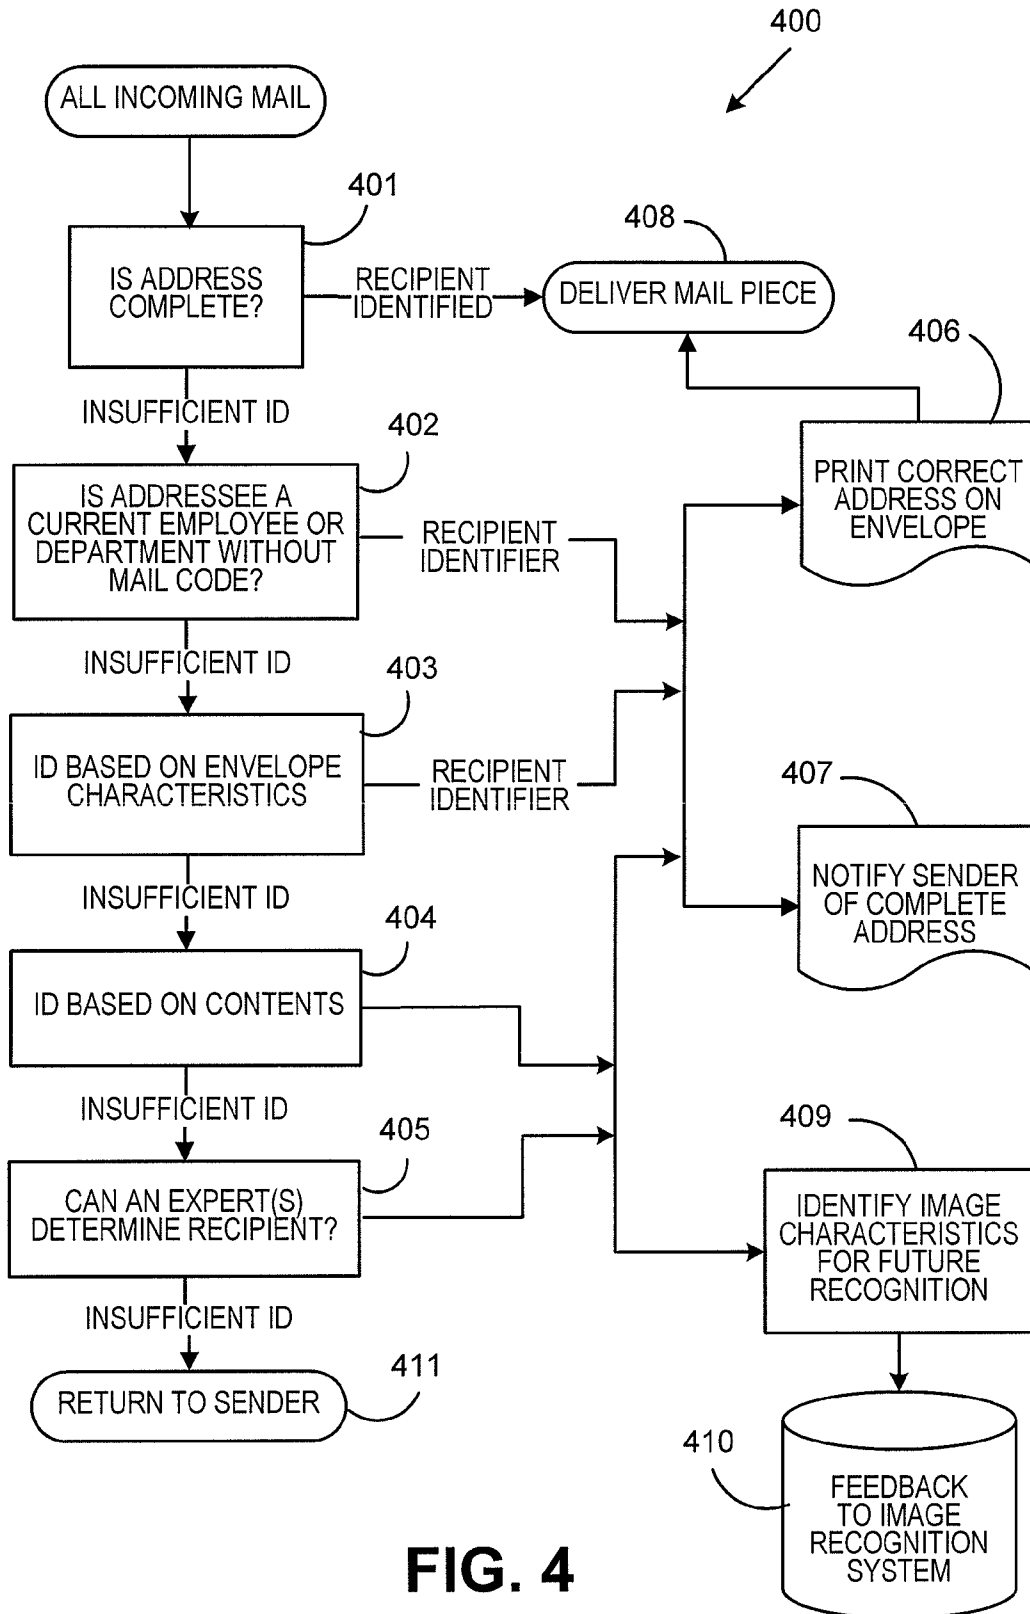 400
ALL INCOMING MAIL
401
IS ADDRESS
COMPLETE?
RECIPIENT
IDENTIFIED
408
DELIVER MAIL PIECE
406
PRINT CORRECT
ADDRESS ON
ENVELOPE
INSUFFICIENT ID
402
IS ADDRESSEE A
CURRENT EMPLOYEE OR
DEPARTMENT WITHOUT
MAIL CODE?
RECIPIENT
IDENTIFIER
INSUFFICIENT ID
403
ID BASED ON ENVELOPE
CHARACTERISTICS
RECIPIENT
IDENTIFIER
407
NOTIFY SENDER
OF COMPLETE
ADDRESS
INSUFFICIENT ID
404
ID BASED ON CONTENTS
INSUFFICIENT ID
405
CAN AN EXPERT(S)
DETERMINE RECIPIENT?
409
IDENTIFY IMAGE
CHARACTERISTICS
FOR FUTURE
RECOGNITION
INSUFFICIENT ID
411
RETURN TO SENDER
410
FEEDBACK
TO IMAGE
RECOGNITION
SYSTEM
FIG. 4